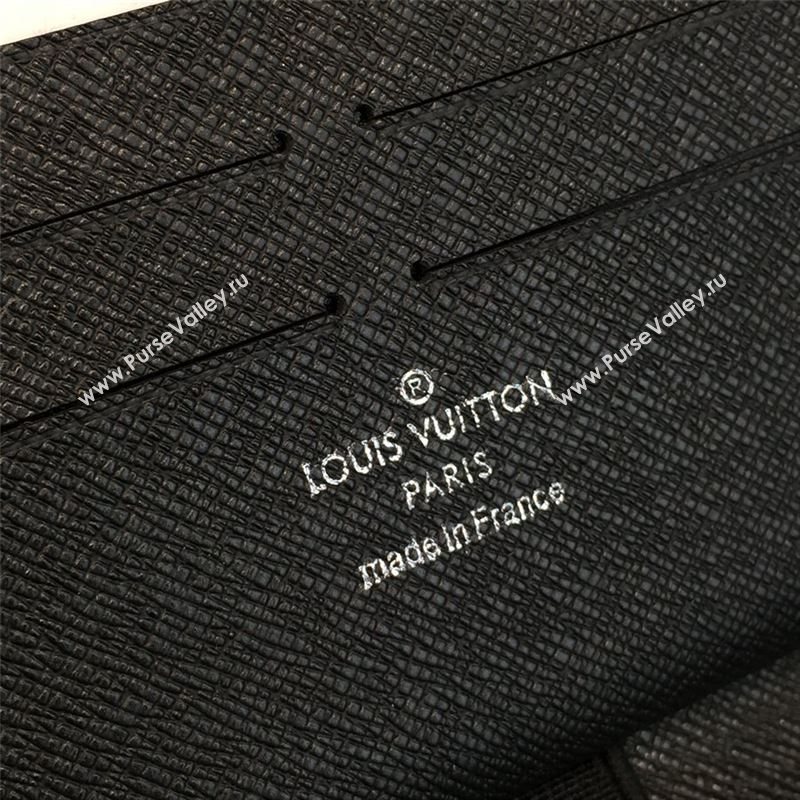 www.PurseValley.ru
www.PurseValley.ru
®
LOUIS VUITTON
PARIS
made in France